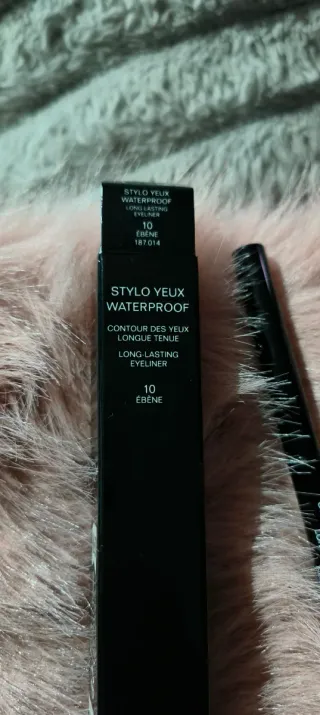 STYLO YEUX
WATERPROOF
LONG-LASTING
EYELINER
10
ÉBÈNE
187 014
STYLO YEUX
WATERPROOF
CONTOUR DES YEUX
LONGUE TENUE
LONG-LASTING
EYELINER
10
ÉBÈNE